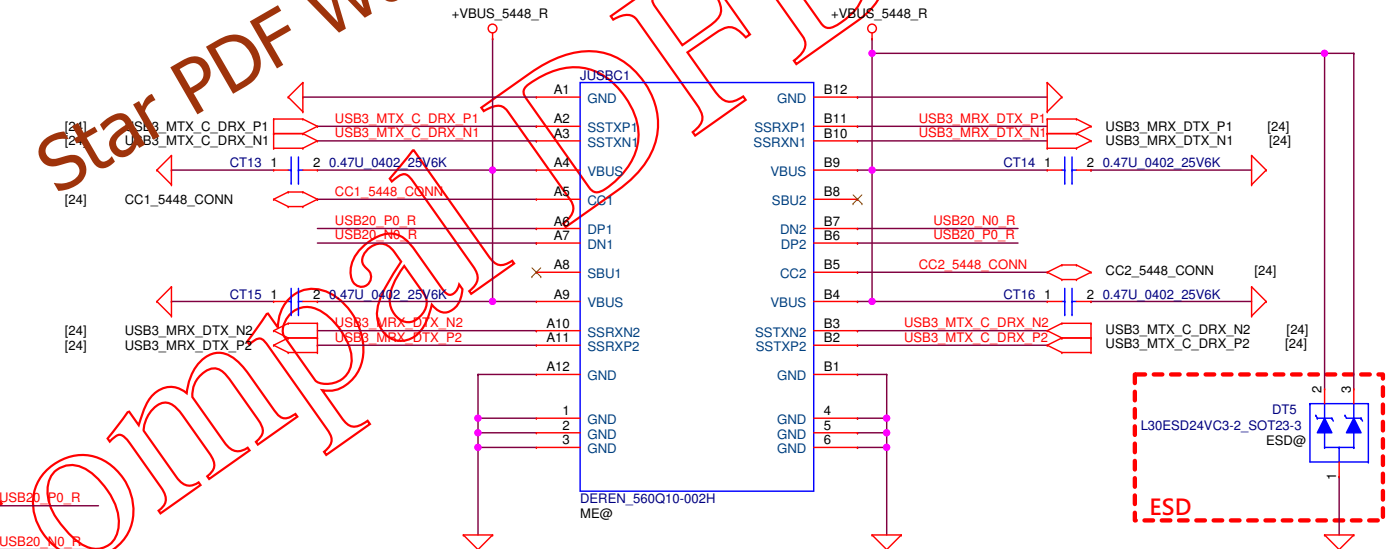 +VBUS_5448_R
+VBUS_5448_R
Star PDF W
ompal
DF
JUSBC1
A1
GND
GND
B12
[24]
USB3_MTX_C_DRX_P1
USB3_MTX_C_DRX_P1
A2
SSTXP1
SSRXP1
B11
USB3_MRX_DTX_P1
USB3_MRX_DTX_P1
[24]
[24]
USB3_MTX_C_DRX_N1
USB3_MTX_C_DRX_N1
A3
SSTXN1
SSRXN1
B10
USB3_MRX_DTX_N1
USB3_MRX_DTX_N1
[24]
CT13 1 2 0.47U_0402_25V6K
A4
VBUS
VBUS
B9
CT14 1 2 0.47U_0402_25V6K
[24]
CC1_5448_CONN
CC1_5448_CONN
A5
CC1
SBU2
B8
USB20_P0_R
A6
DP1
DN2
B7
USB20_N0_R
USB20_N0_R
A7
DN1
DP2
B6
USB20_P0_R
A8
SBU1
CC2
B5
CC2_5448_CONN
CC2_5448_CONN
[24]
CT15 1 2 0.47U_0402_25V6K
A9
VBUS
VBUS
B4
CT16 1 2 0.47U_0402_25V6K
[24]
USB3_MRX_DTX_N2
USB3_MRX_DTX_N2
A10
SSRXN2
SSTXN2
B3
USB3_MTX_C_DRX_N2
USB3_MTX_C_DRX_N2
[24]
[24]
USB3_MRX_DTX_P2
USB3_MRX_DTX_P2
A11
SSRXP2
SSTXP2
B2
USB3_MTX_C_DRX_P2
USB3_MTX_C_DRX_P2
[24]
A12
GND
GND
B1
1
GND
GND
4
2
GND
GND
5
3
GND
GND
6
DEREN_560Q10-002H
ME@
2
3
DT5
L30ESD24VC3-2_SOT23-3
ESD@
1
ESD
USB20_P0_R
USB20_N0_R